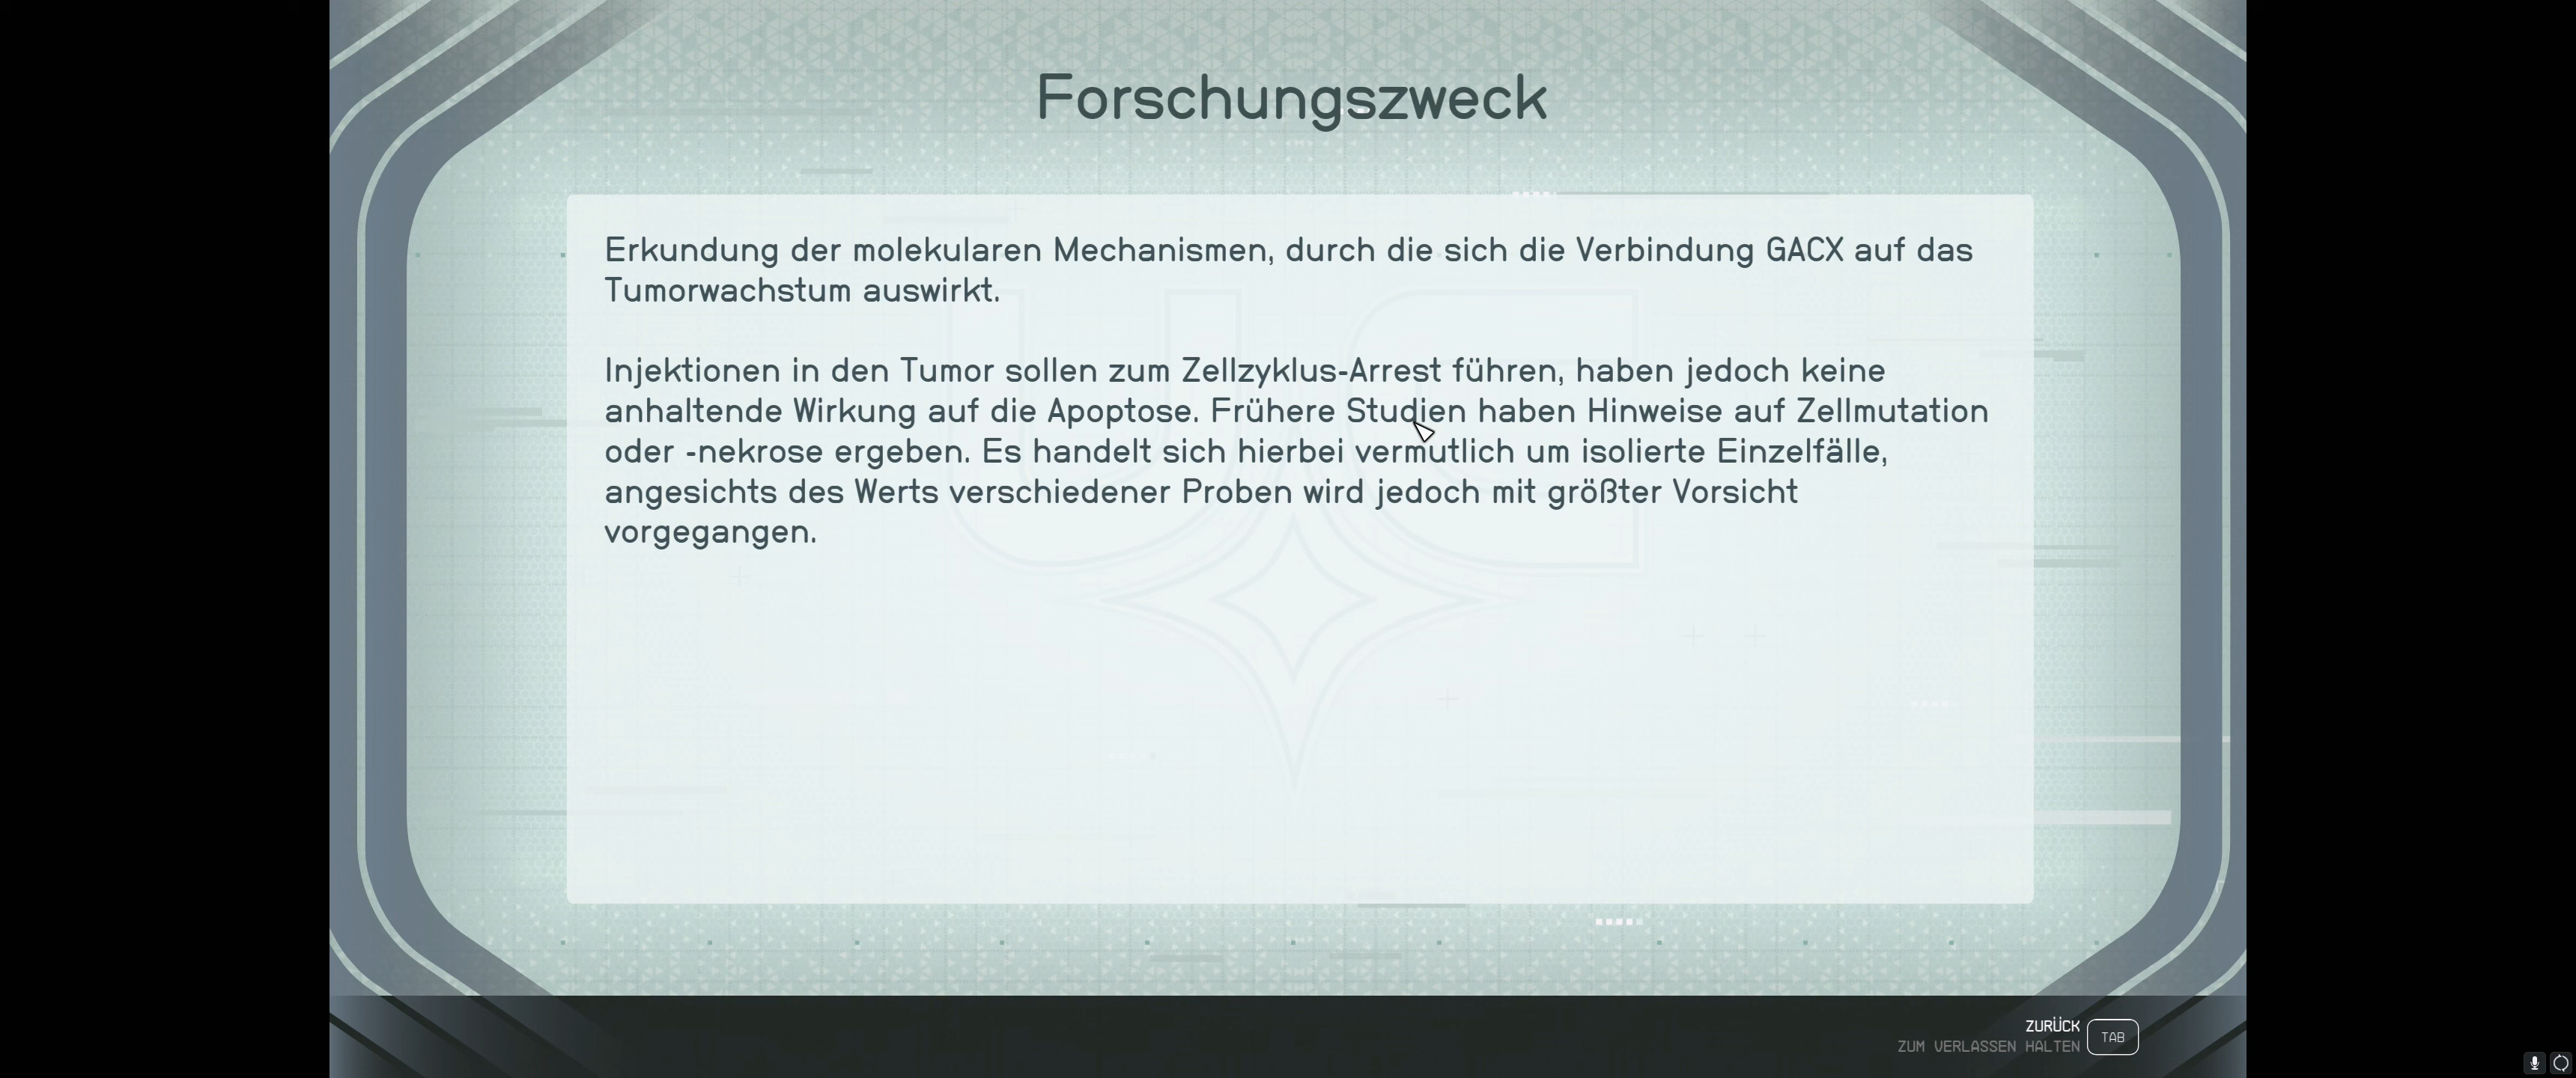 Forschungszweck
Erkundung der molekularen Mechanismen, durch die sich die Verbindung GACX auf das
Tumorwachstum auswirkt.
Injektionen in den Tumor sollen zum Zellzyklus-Arrest führen, haben jedoch keine
anhaltende Wirkung auf die Apoptose. Frühere Studien haben Hinweise auf Zellmutation
oder -nekrose ergeben. Es handelt sich hierbei vermutlich um isolierte Einzelfälle,
angesichts des Werts verschiedener Proben wird jedoch mit größter Vorsicht
vorgegangen.
UC
ZURÜCK
ZUM VERLASSEN HALTEN
TAB